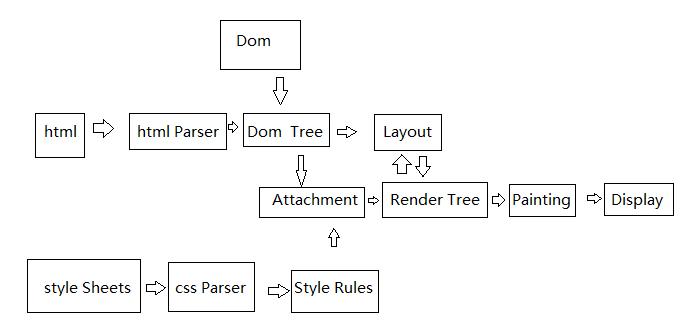 Dom
html
html Parser
Dom Tree
Layout
Attachment
Render Tree
Painting
Display
style Sheets
css Parser
Style Rules